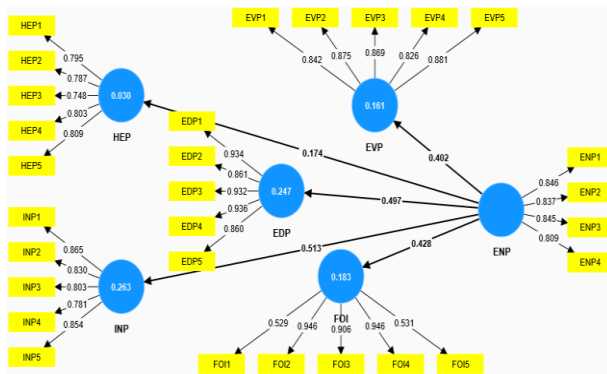 HEP1
HEP2
HEP3
HEP4
HEP5
0.795
0.787
0.748
0.803
0.809
0.030
HEP
EVP1
EVP2
EVP3
EVP4
EVP5
0.842
0.875
0.869
0.826
0.881
0.161
EVP
0.174
0.402
EDP1
EDP2
EDP3
EDP4
EDP5
0.934
0.861
0.932
0.936
0.860
0.247
EDP
0.497
0.513
0.428
ENP
ENP1
ENP2
ENP3
ENP4
0.846
0.837
0.845
0.809
INP1
INP2
INP3
INP4
INP5
0.865
0.830
0.803
0.781
0.854
0.263
INP
0.183
FOI
0.529
0.946
0.906
0.946
0.531
FOI1
FOI2
FOI3
FOI4
FOI5